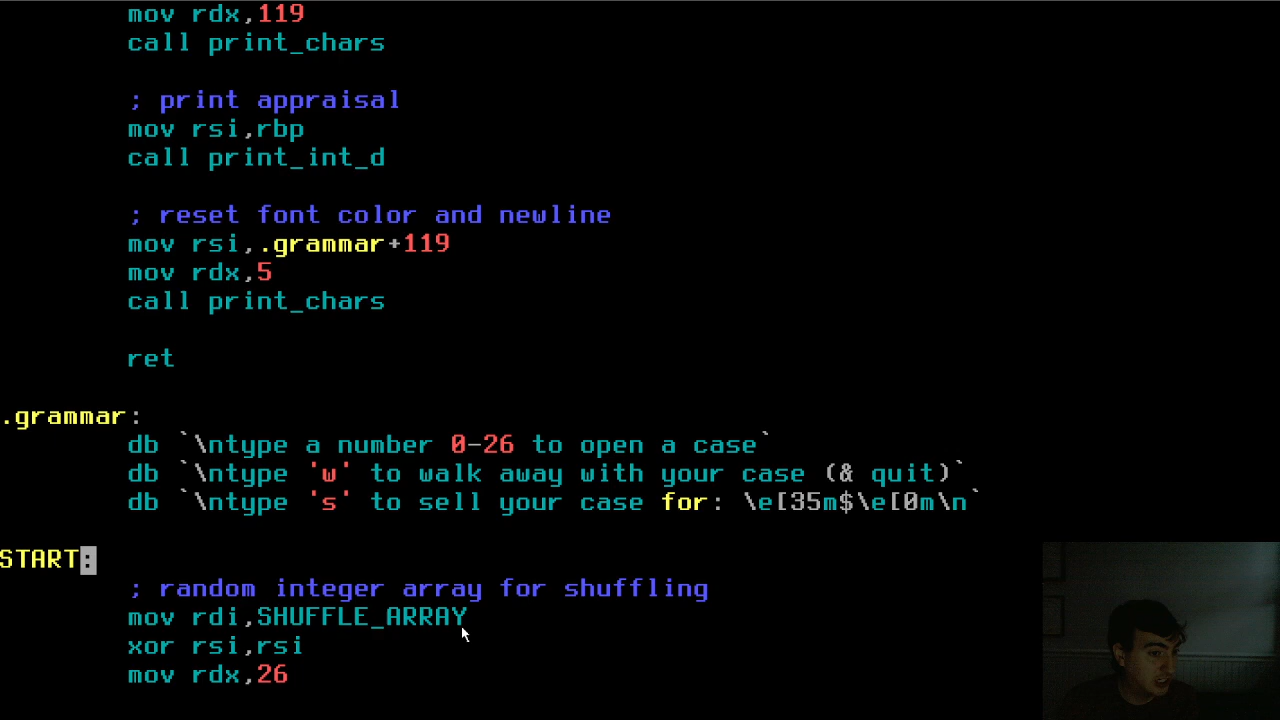 mov rdx,119
call print_chars
; print appraisal
mov rsi,rbp
call print_int_d
; reset font color and newline
mov rsi,.grammar+119
mov rdx,5
call print_chars
ret
.grammar:
db `\ntype a number 0-26 to open a case`
db `\ntype 'w' to walk away with your case (& quit)`
db `\ntype 's' to sell your case for: \e[35m$\e[0m\n`
START:
; random integer array for shuffling
mov rdi,SHUFFLE_ARRAY
xor rsi,rsi
mov rdx,26